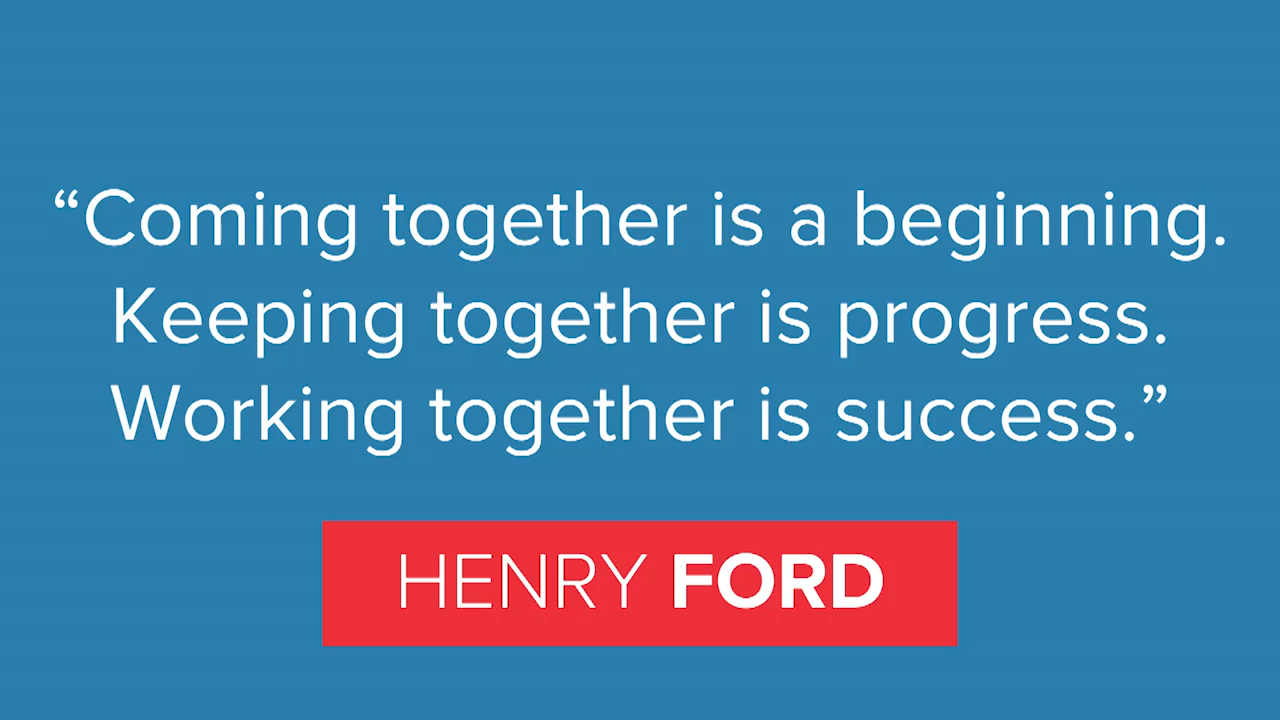 “Coming together is a beginning.
Keeping together is progress.
Working together is success.”
HENRY FORD